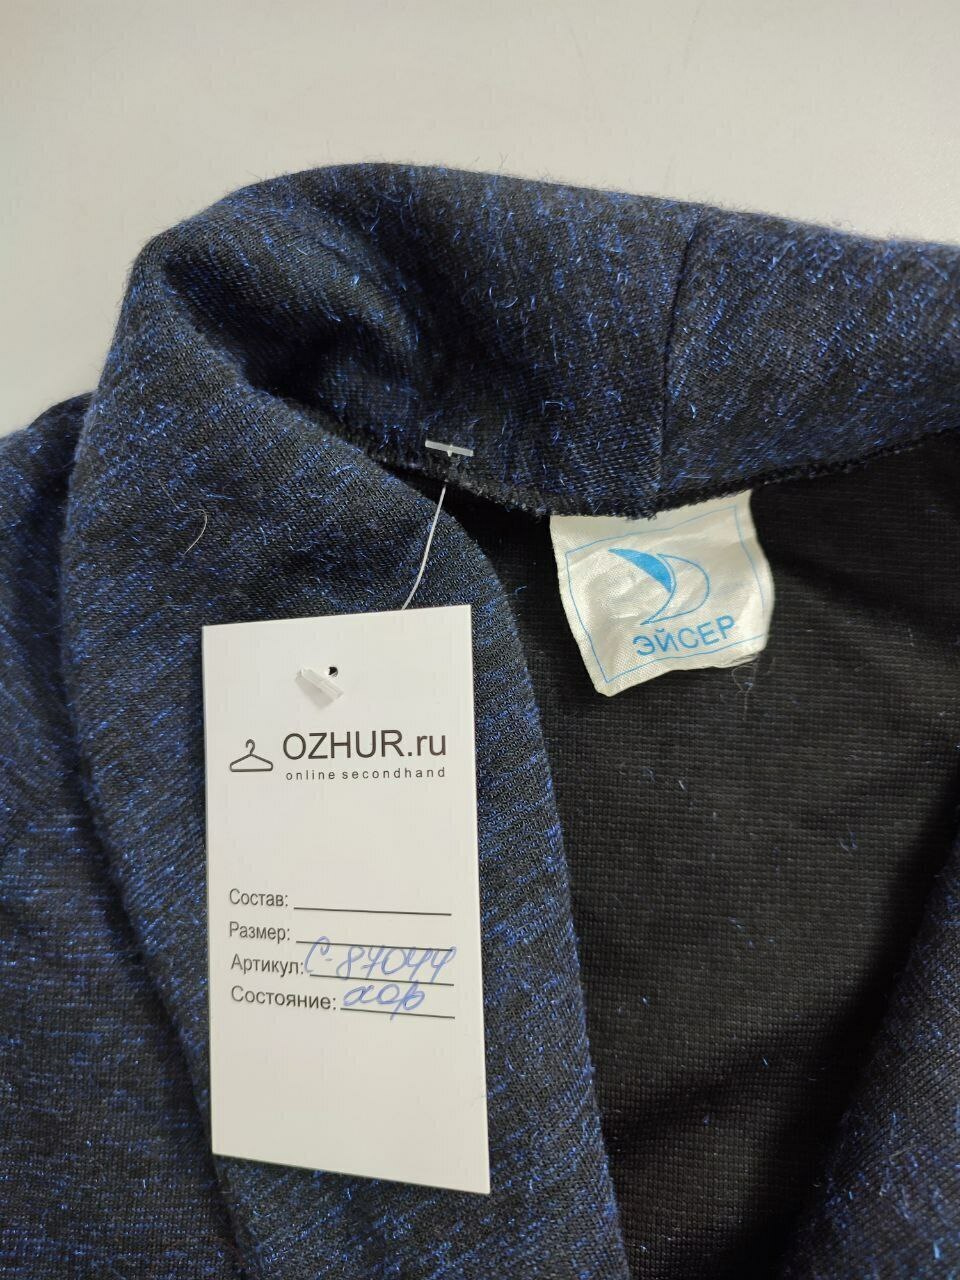 ЭЙСЕР
OZHUR.ru
online secondhand
Состав:
Размер:
Артикул: С-87044
Состояние: хор